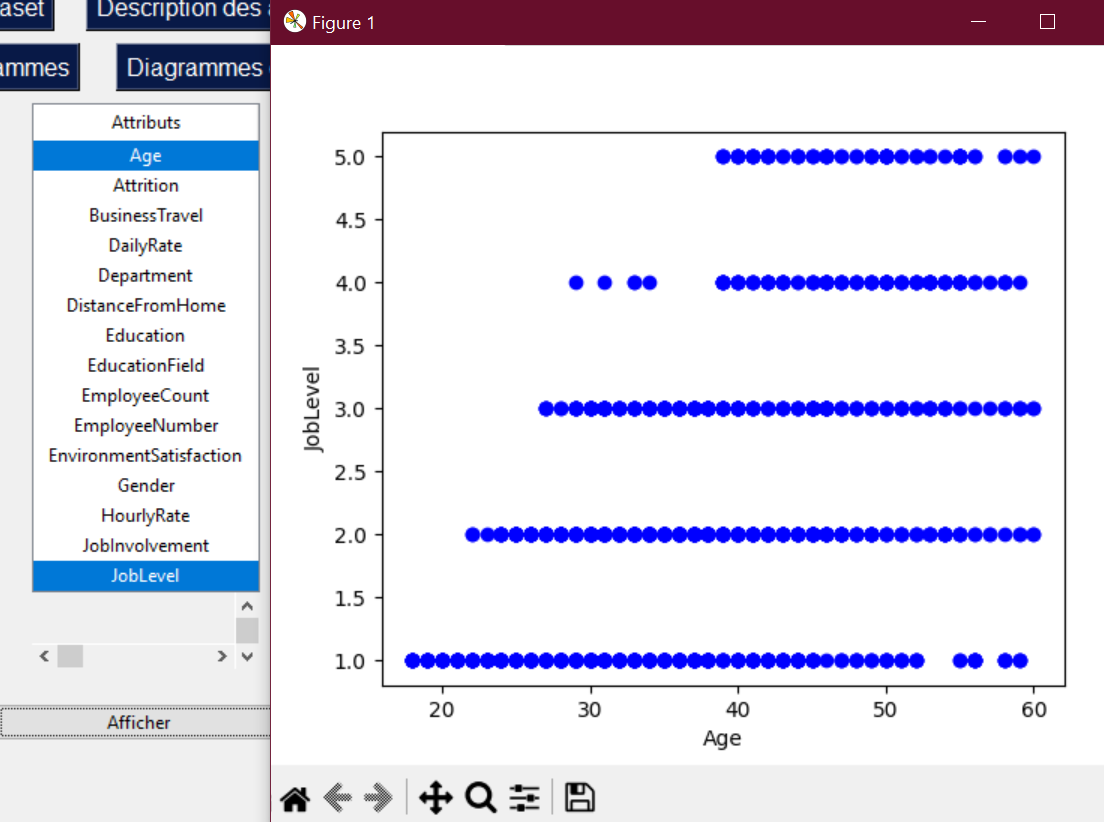 aset
Description des a
Figure 1
ammes
Diagrammes
Attributs
Age
Attrition
BusinessTravel
DailyRate
Department
DistanceFromHome
Education
EducationField
EmployeeCount
EmployeeNumber
EnvironmentSatisfaction
Gender
HourlyRate
JobInvolvement
JobLevel
Afficher
5.0
4.5
4.0
3.5
3.0
2.5
2.0
1.5
1.0
JobLevel
20 30 40 50 60
Age